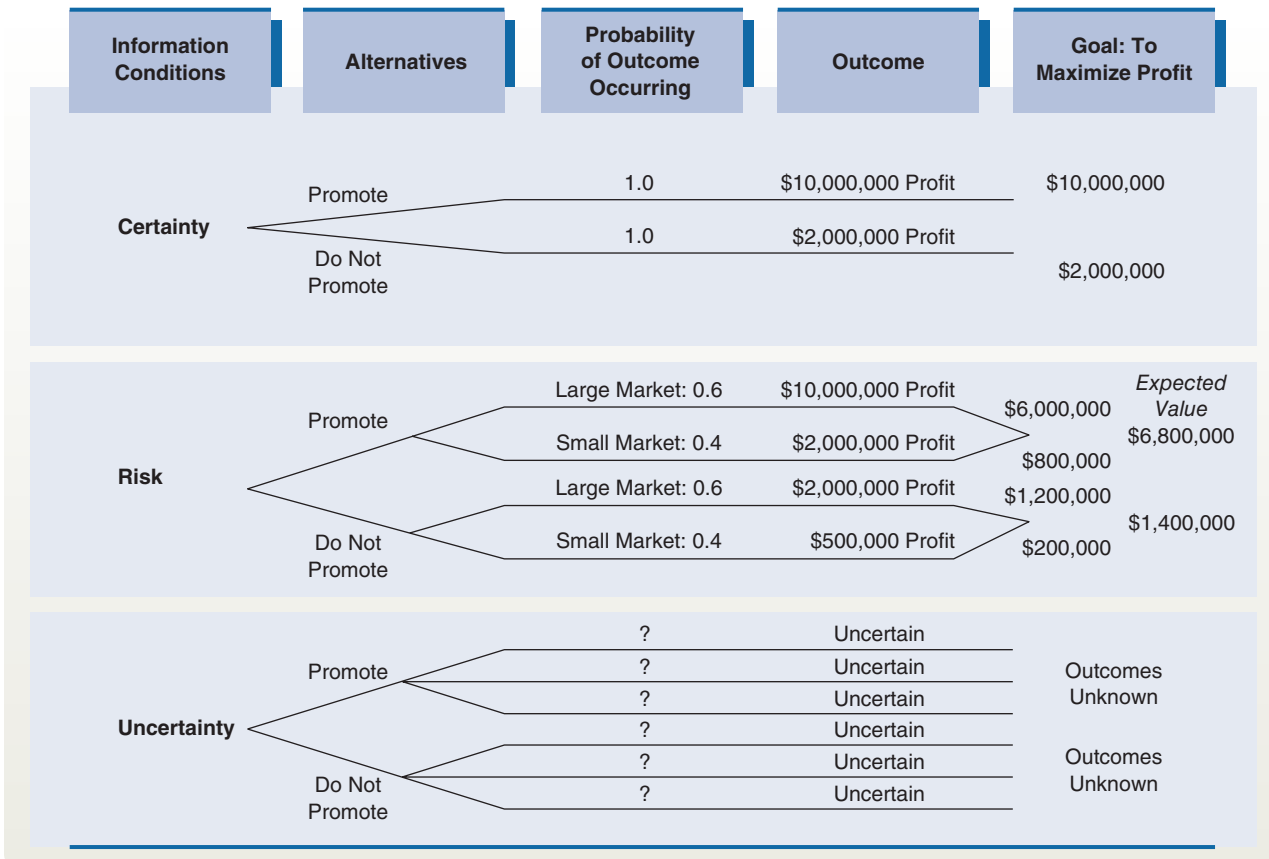 Information
Conditions
Alternatives
Probability
of Outcome
Occurring
Outcome
Goal: To
Maximize Profit
Certainty
Promote
1.0
$10,000,000 Profit
$10,000,000
Do Not
Promote
1.0
$2,000,000 Profit
$2,000,000
Risk
Promote
Large Market: 0.6
$10,000,000 Profit
$6,000,000
Small Market: 0.4
$2,000,000 Profit
$800,000
Expected
Value
$6,800,000
Do Not
Promote
Large Market: 0.6
$2,000,000 Profit
$1,200,000
Small Market: 0.4
$500,000 Profit
$200,000
$1,400,000
Uncertainty
Promote
? Uncertain
? Uncertain
? Uncertain
Outcomes
Unknown
Do Not
Promote
? Uncertain
? Uncertain
? Uncertain
Outcomes
Unknown